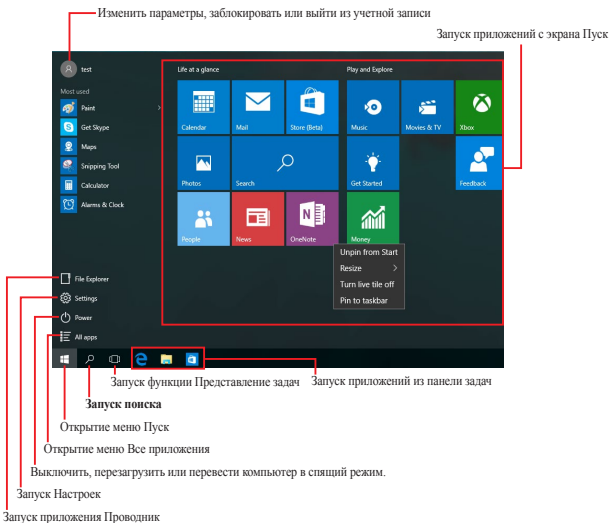 Изменить параметры, заблокировать или выйти из учетной записи
Запуск приложений с экрана Пуск
test
Life at a glance
Play and Explore
Most used
Paint
Get Skype
Maps
Snipping Tool
Calculator
Alarms & Clock
Calendar
Mail
Store (Beta)
Music
Movies & TV
Xbox
Photos
Search
Get Started
Feedback
People
News
OneNote
Money
Unpin from Start
Resize
Turn live tile off
Pin to taskbar
File Explorer
Settings
Power
All apps
Запуск функции Представление задач
Запуск приложений из панели задач
Запуск поиска
Открытие меню Пуск
Открытие меню Все приложения
Выключить, перезагрузить или перевести компьютер в спящий режим.
Запуск Настроек
Запуск приложения Проводник